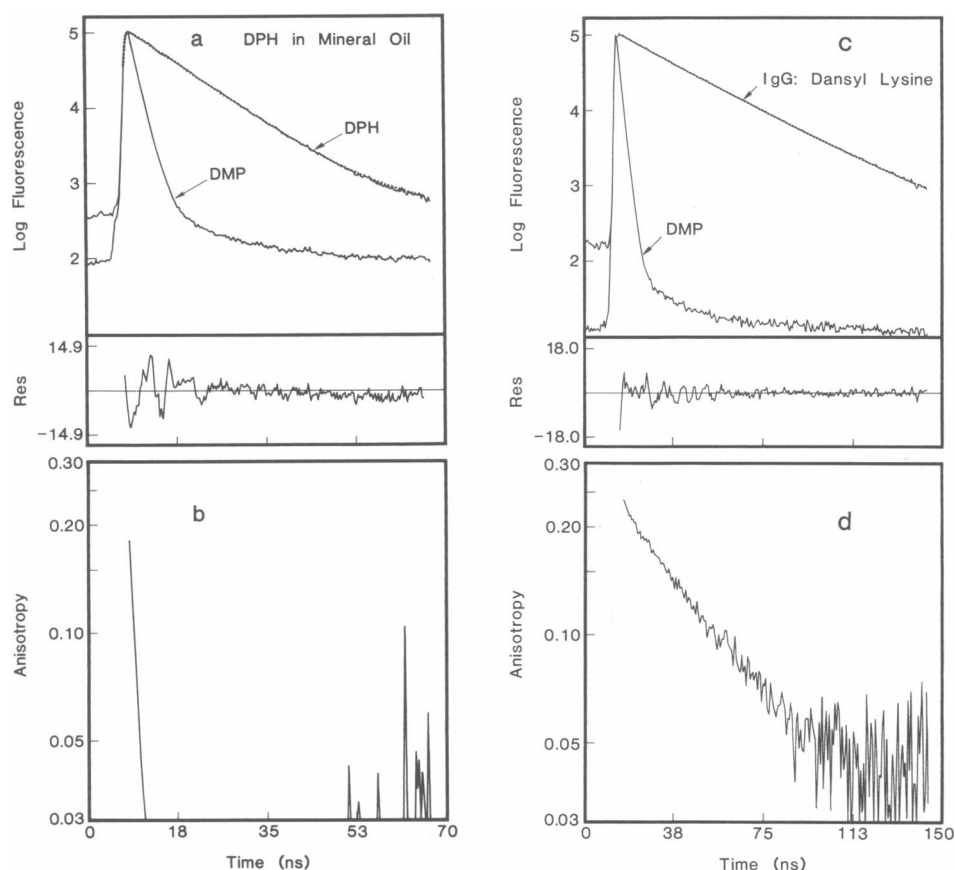 a DPH in Mineral Oil
5
4
3
2
Log Fluorescence
DPH
DMP
14.9
-14.9
Res
b
0.30
0.20
0.10
0.05
0.03
Anisotropy
0 18 35 53 70
Time (ns)
c
5
4
3
2
Log Fluorescence
IgG: Dansyl Lysine
DMP
18.0
-18.0
Res
d
0.30
0.20
0.10
0.05
0.03
Anisotropy
0 38 75 113 150
Time (ns)